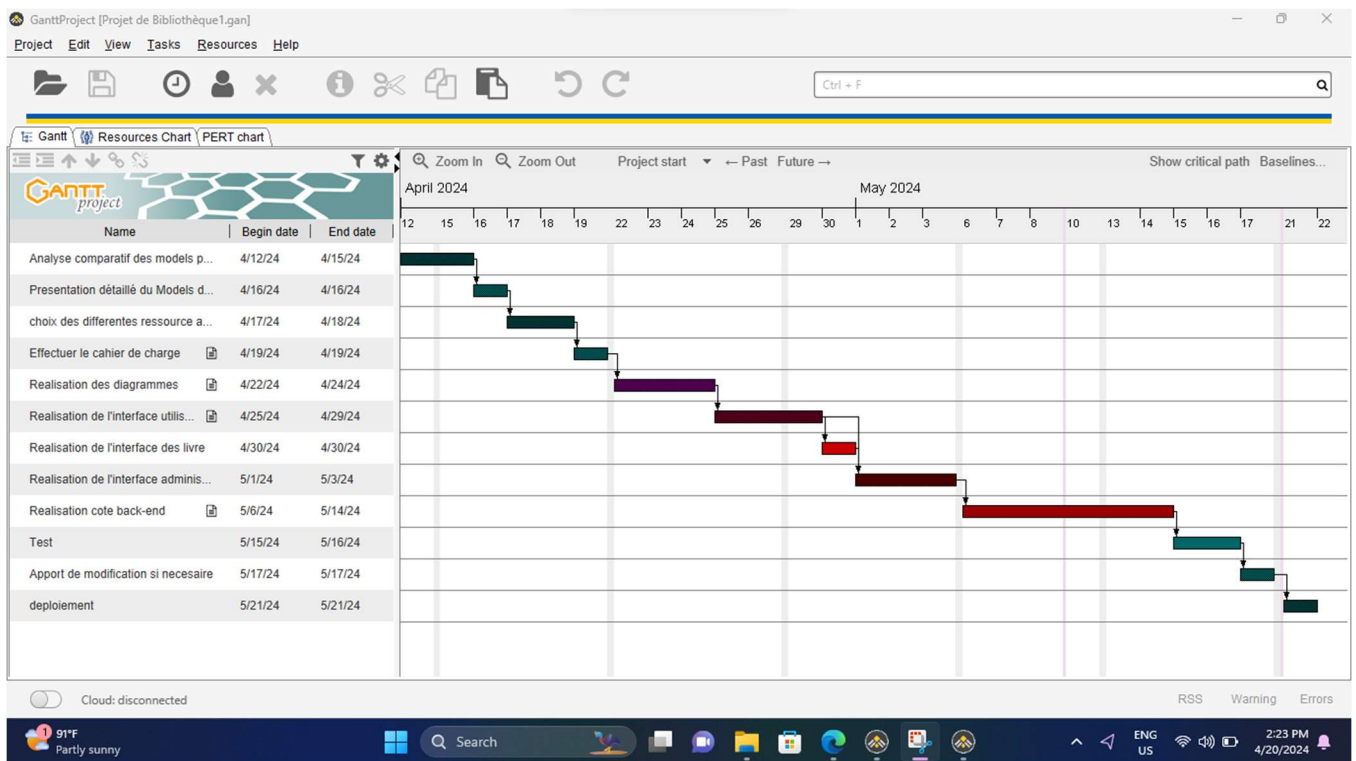 GanttProject [Projet de Bibliothèque1.gan]
Project Edit View Tasks Resources Help
Ctrl + F
Gantt Resources Chart PERT chart
Zoom In Zoom Out Project start ← Past Future → Show critical path Baselines...
GANTT project
April 2024 May 2024
12 15 16 17 18 19 22 23 24 25 26 29 30 1 2 3 6 7 8 10 13 14 15 16 17 21 22
Name Begin date End date
Analyse comparatif des models p... 4/12/24 4/15/24
Presentation détaillé du Models d... 4/16/24 4/16/24
choix des differentes ressource a... 4/17/24 4/18/24
Effectuer le cahier de charge 4/19/24 4/19/24
Realisation des diagrammes 4/22/24 4/24/24
Realisation de l'interface utilis... 4/25/24 4/29/24
Realisation de l'interface des livre 4/30/24 4/30/24
Realisation de l'interface adminis... 5/1/24 5/3/24
Realisation cote back-end 5/6/24 5/14/24
Test 5/15/24 5/16/24
Apport de modification si necesaire 5/17/24 5/17/24
deploiement 5/21/24 5/21/24
Cloud: disconnected RSS Warning Errors
1 91°F
Partly sunny
Search
ENG
US
2:23 PM
4/20/2024